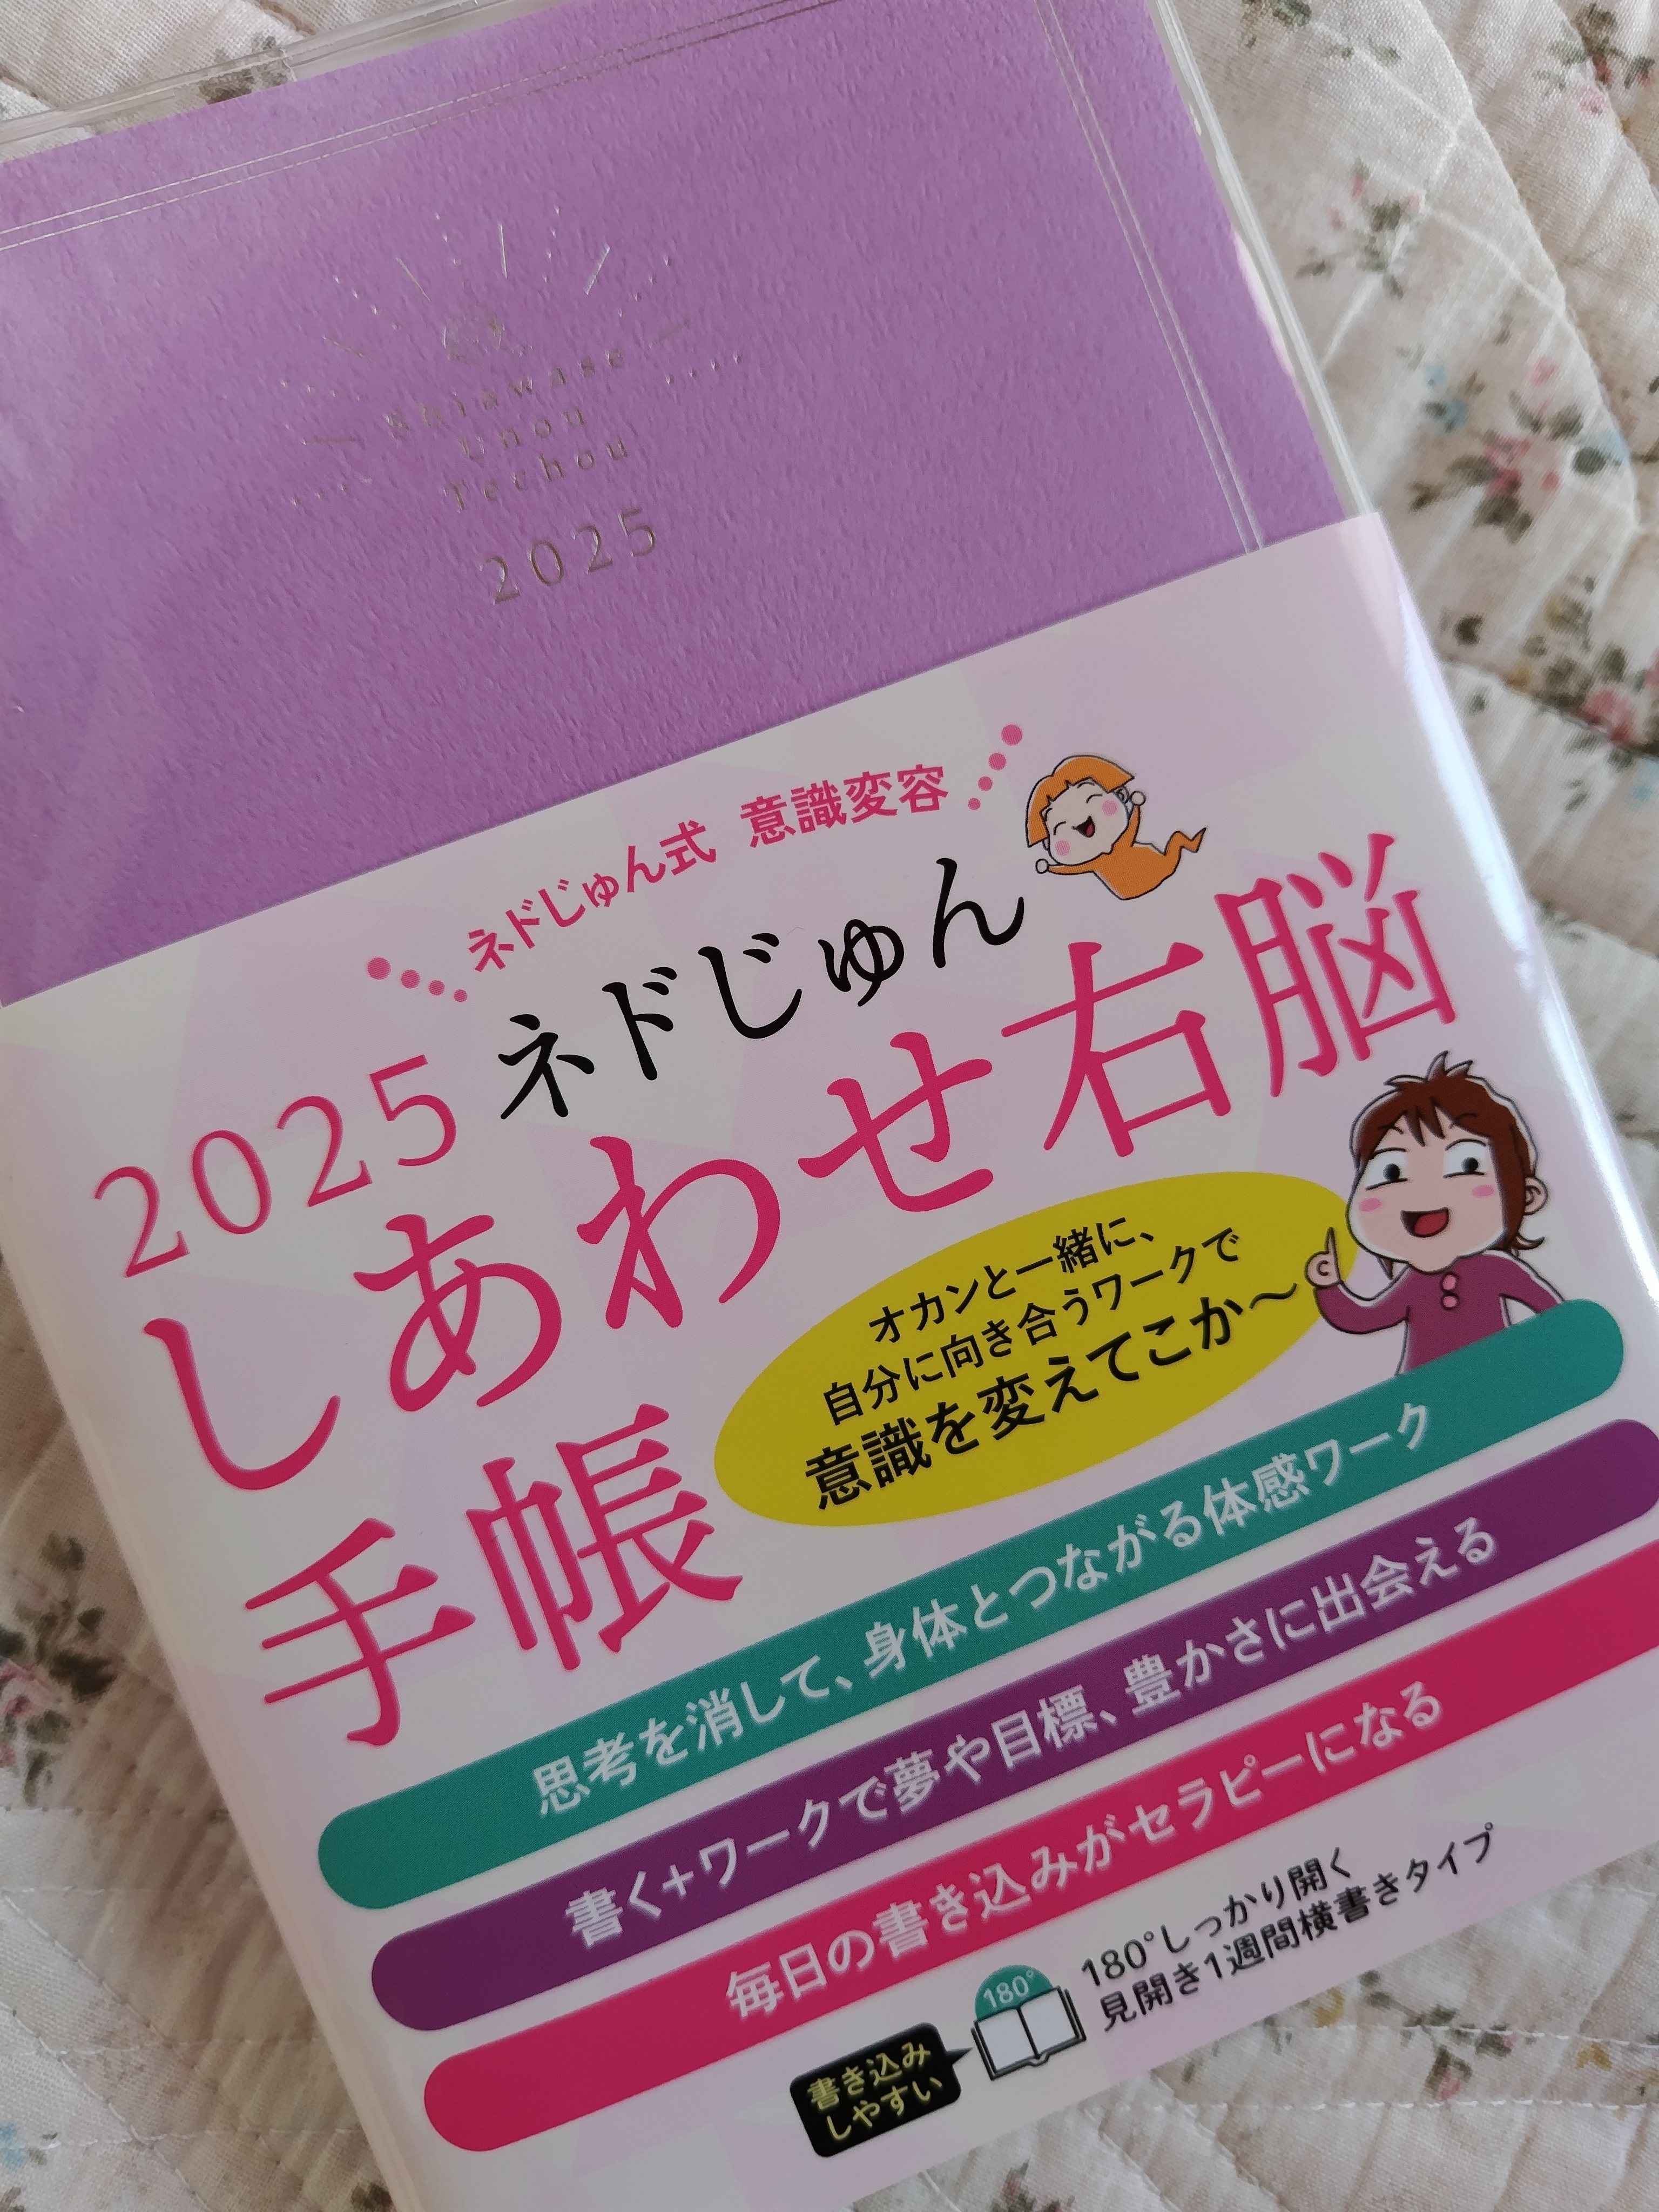 Shiawase
Unou
Techou
2025
ネドじゅん式 意識変容
2025 ネドじゅん
しあわせ右脳
手帳
オカンと一緒に、
自分に向き合うワークで
意識を変えてこか〜
思考を消して、身体とつながる体感ワーク
書く+ワークで夢や目標、豊かさに出会える
毎日の書き込みがセラピーになる
書き込み
しやすい
180°
180°しっかり開く
見開き1週間横書きタイプ